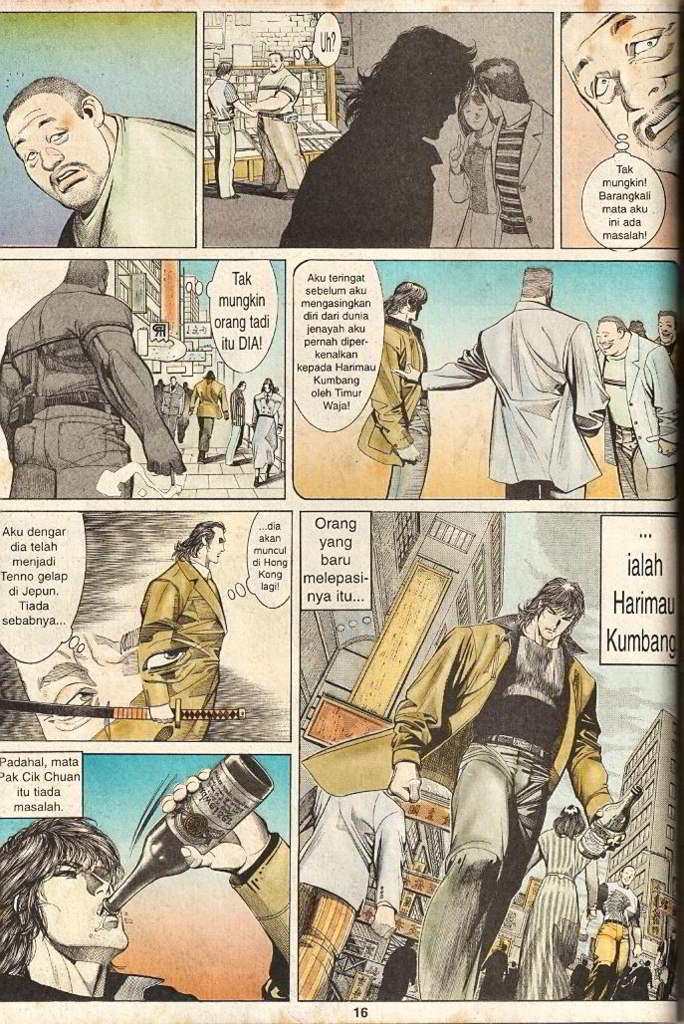 Uh?
Tak
mungkin!
Barangkali
mata aku
ini ada
masalah!
Tak
mungkin
orang tadi
itu DIA!
Aku teringat
sebelum aku
mengasingkan
diri dari dunia
jenayah aku
pernah diper-
kenalkan
kepada Harimau
Kumbang
oleh Timur
Waja!
Aku dengar
dia telah
menjadi
Tenno gelap
di Jepun.
Tiada
sebabnya...
...dia
akan
muncul
di Hong
Kong
lagi!
Orang
yang
baru
melepasi-
nya itu...
...
ialah
Harimau
Kumbang
Padahal, mata
Pak Cik Chuan
itu tiada
masalah.
16